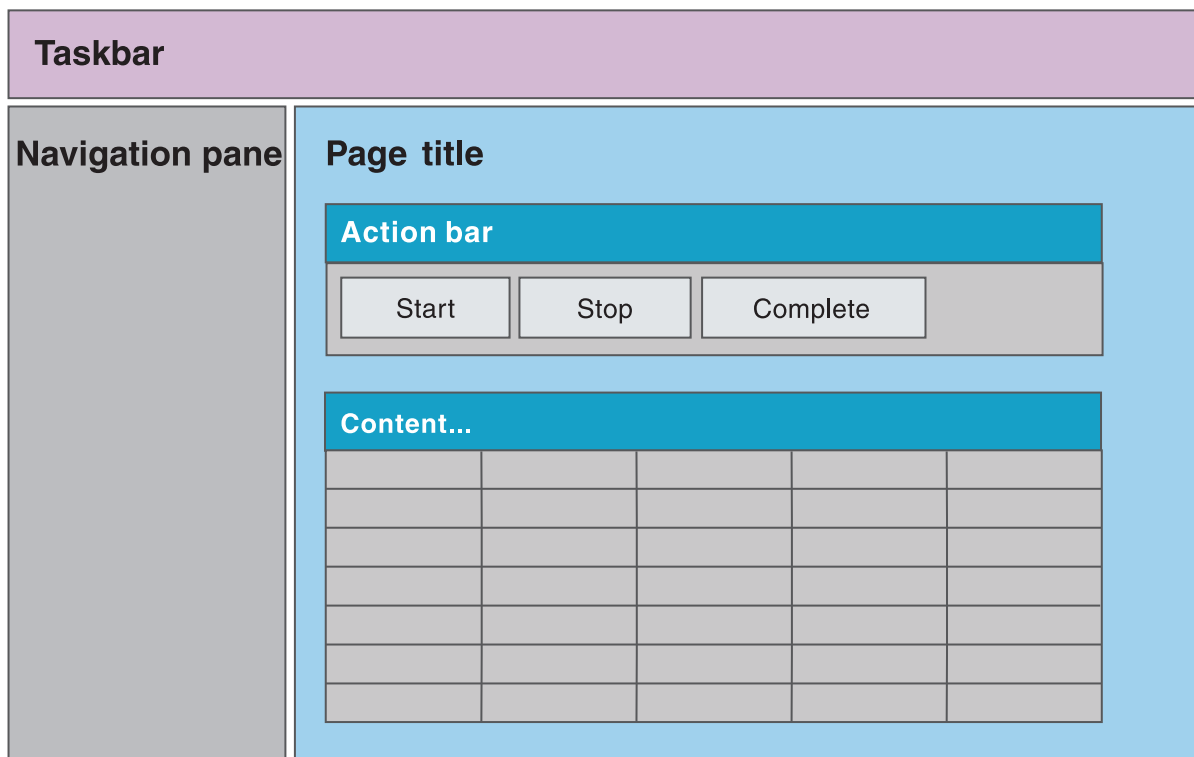 Taskbar
Navigation pane
Page title
Action bar
Start Stop Complete
Content...